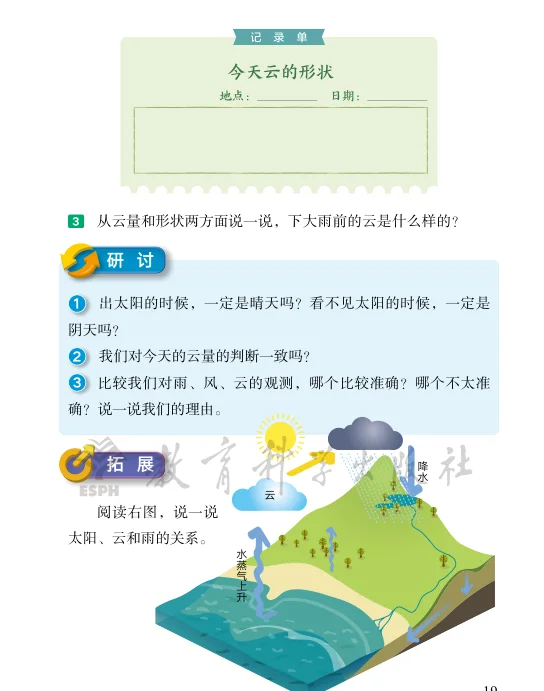 记录单
今天云的形状
地点：________ 日期：________
3 从云量和形状两方面说一说，下大雨前的云是什么样的？
研讨
1 出太阳的时候，一定是晴天吗？看不见太阳的时候，一定是
阴天吗？
2 我们对今天的云量的判断一致吗？
3 比较我们对雨、风、云的观测，哪个比较准确？哪个不太准
确？说一说我们的理由。
教育科学出版社
ESPH
拓展
阅读右图，说一说
太阳、云和雨的关系。
云
降水
水蒸气上升